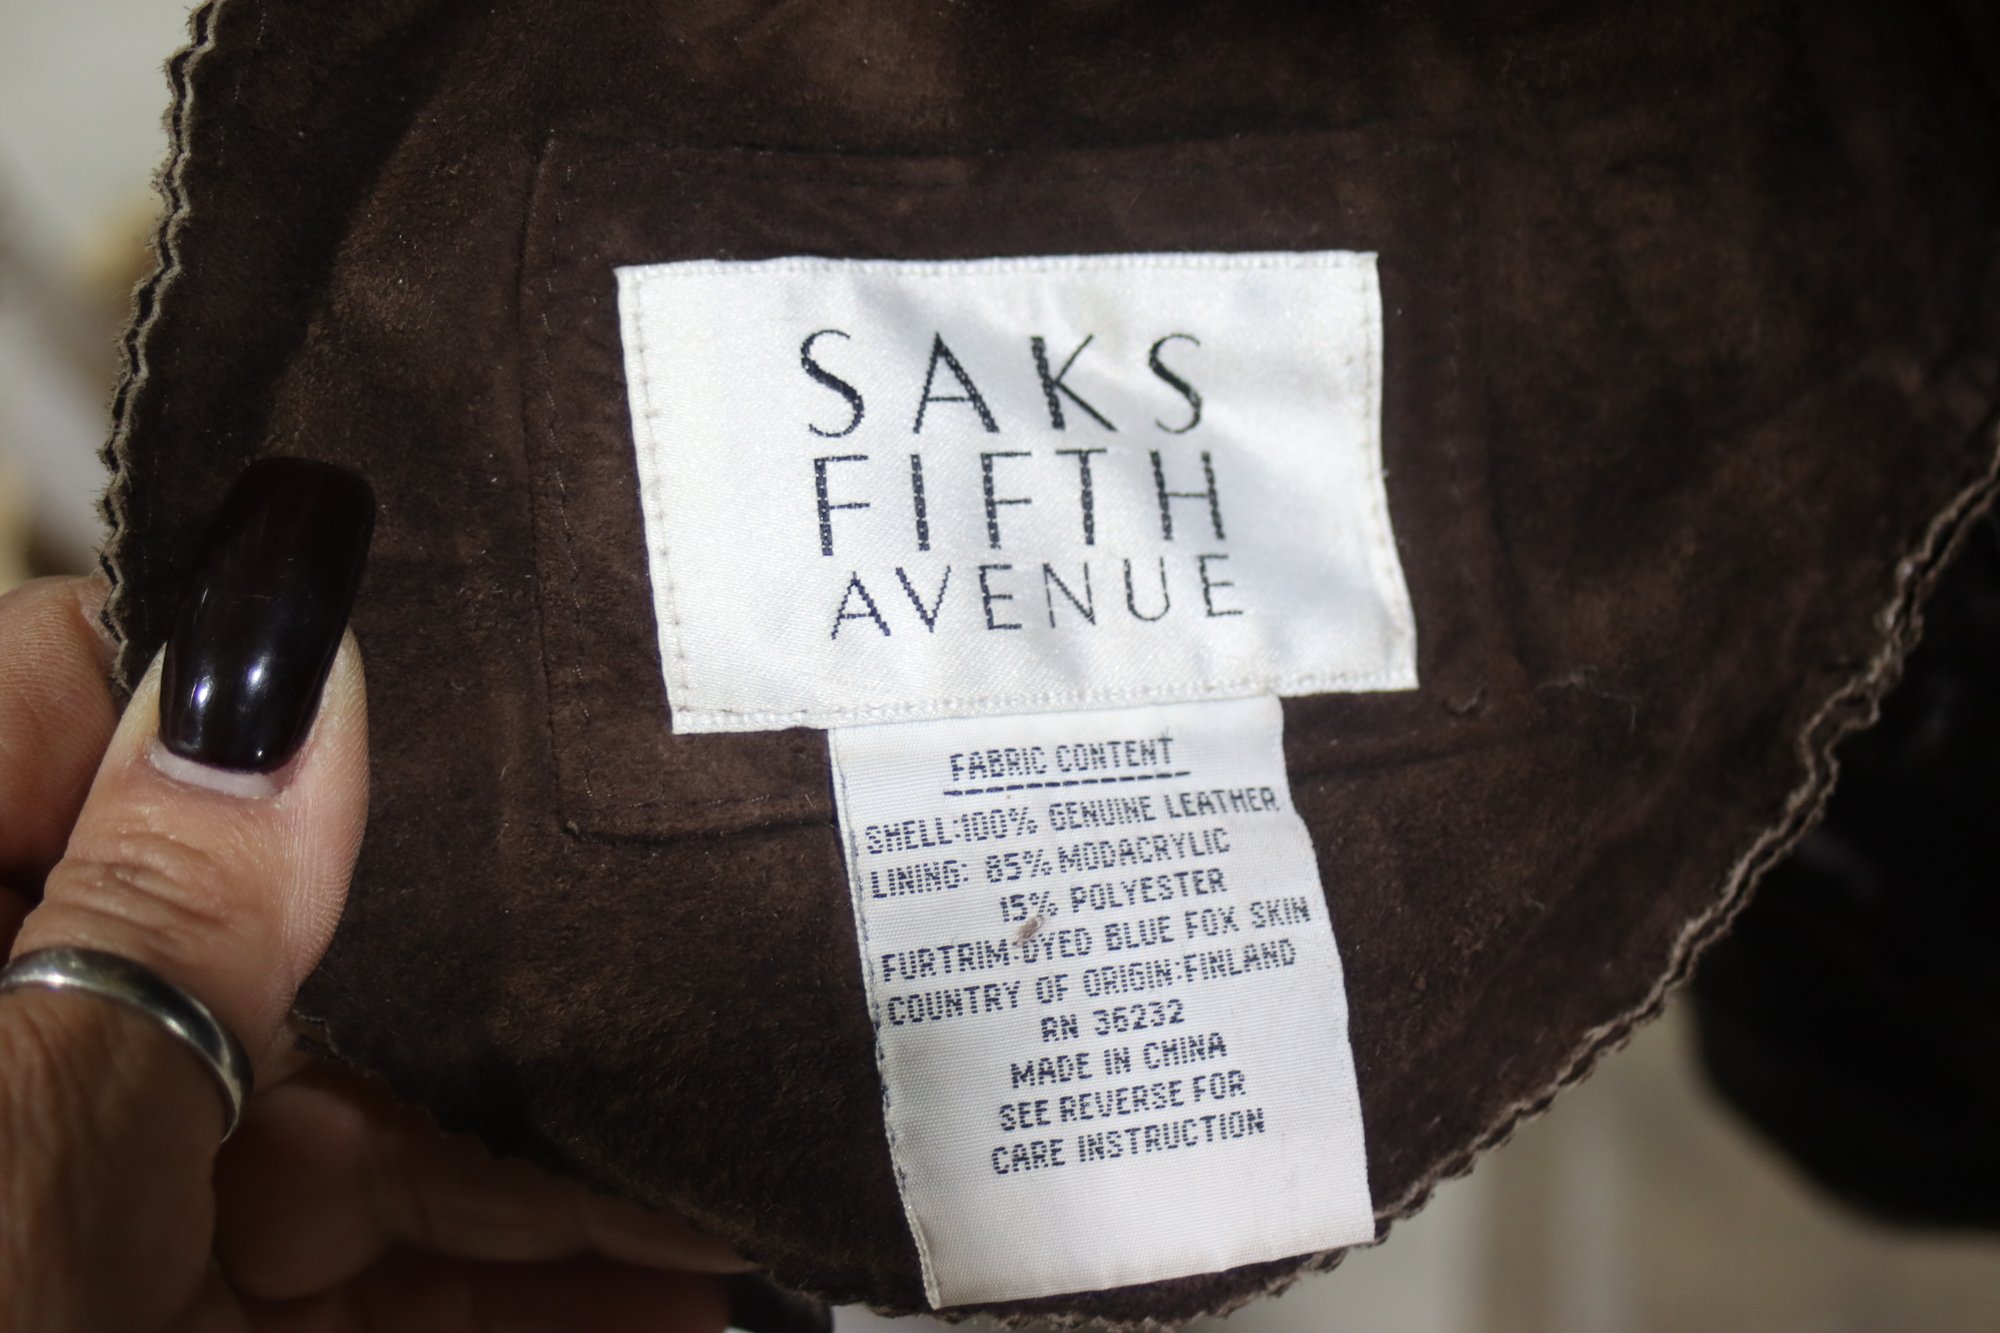 SAKS
FIFTH
AVENUE
FABRIC CONTENT
SHELL:100% GENUINE LEATHER
LINING: 85% MODACRYLIC
15% POLYESTER
FURTRIM:DYED BLUE FOX SKIN
COUNTRY OF ORIGIN:FINLAND
RN 36232
MADE IN CHINA
SEE REVERSE FOR
CARE INSTRUCTION